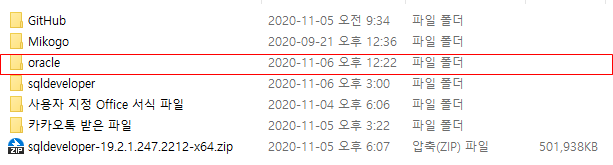 GitHub 2020-11-05 오전 9:34 파일 폴더
Mikogo 2020-09-21 오후 12:36 파일 폴더
oracle 2020-11-06 오후 12:22 파일 폴더
sqldeveloper 2020-11-06 오후 3:00 파일 폴더
사용자 지정 Office 서식 파일 2020-11-04 오후 6:06 파일 폴더
카카오톡 받은 파일 2020-11-05 오후 3:22 파일 폴더
ZIP sqldeveloper-19.2.1.247.2212-x64.zip 2020-11-05 오후 6:07 압축(ZIP) 파일 501,938KB